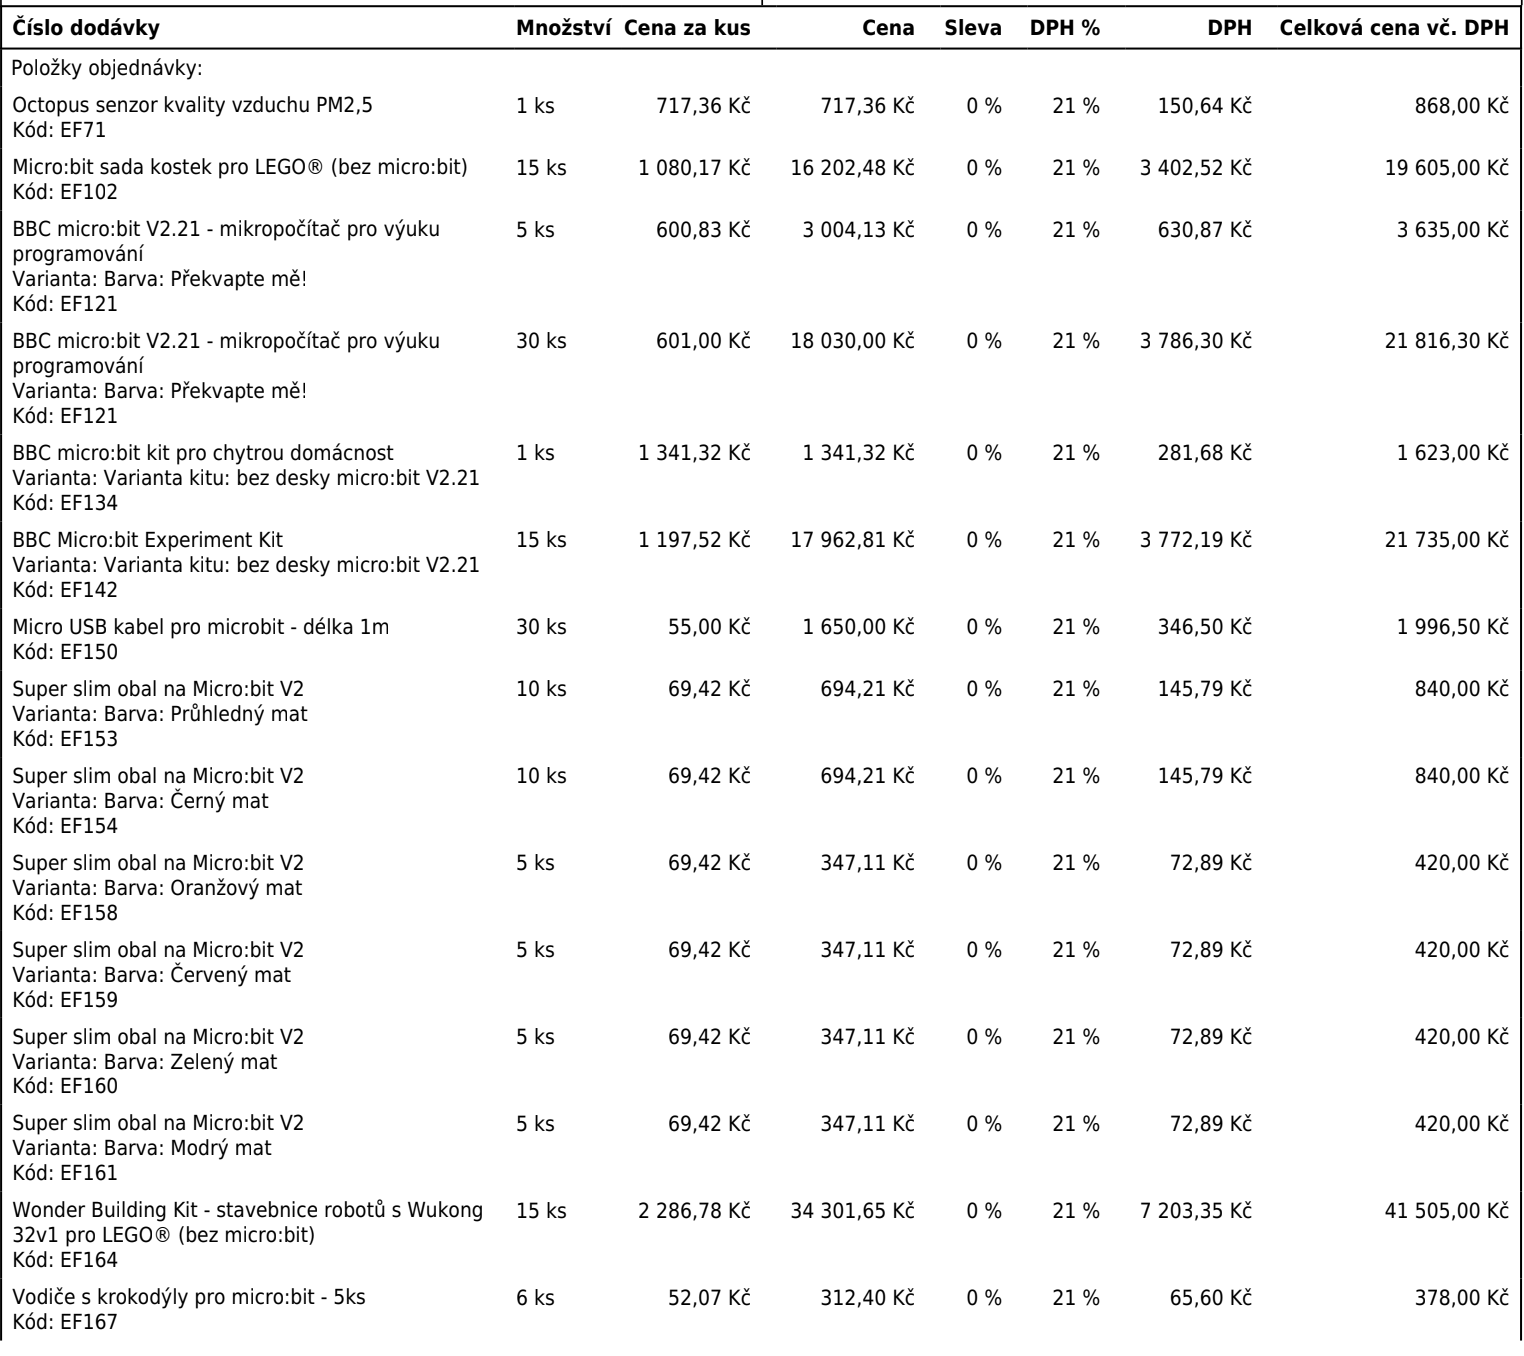 Číslo dodávky Množství Cena za kus Cena Sleva DPH % DPH Celková cena vč. DPH
Položky objednávky:
Octopus senzor kvality vzduchu PM2,5 1 ks 717,36 Kč 717,36 Kč 0 % 21 % 150,64 Kč 868,00 Kč
Kód: EF71
Micro:bit sada kostek pro LEGO® (bez micro:bit) 15 ks 1 080,17 Kč 16 202,48 Kč 0 % 21 % 3 402,52 Kč 19 605,00 Kč
Kód: EF102
BBC micro:bit V2.21 - mikropočítač pro výuku 5 ks 600,83 Kč 3 004,13 Kč 0 % 21 % 630,87 Kč 3 635,00 Kč
programování
Varianta: Barva: Překvapte mě!
Kód: EF121
BBC micro:bit V2.21 - mikropočítač pro výuku 30 ks 601,00 Kč 18 030,00 Kč 0 % 21 % 3 786,30 Kč 21 816,30 Kč
programování
Varianta: Barva: Překvapte mě!
Kód: EF121
BBC micro:bit kit pro chytrou domácnost 1 ks 1 341,32 Kč 1 341,32 Kč 0 % 21 % 281,68 Kč 1 623,00 Kč
Varianta: Varianta kitu: bez desky micro:bit V2.21
Kód: EF134
BBC Micro:bit Experiment Kit 15 ks 1 197,52 Kč 17 962,81 Kč 0 % 21 % 3 772,19 Kč 21 735,00 Kč
Varianta: Varianta kitu: bez desky micro:bit V2.21
Kód: EF142
Micro USB kabel pro microbit - délka 1m 30 ks 55,00 Kč 1 650,00 Kč 0 % 21 % 346,50 Kč 1 996,50 Kč
Kód: EF150
Super slim obal na Micro:bit V2 10 ks 69,42 Kč 694,21 Kč 0 % 21 % 145,79 Kč 840,00 Kč
Varianta: Barva: Průhledný mat
Kód: EF153
Super slim obal na Micro:bit V2 10 ks 69,42 Kč 694,21 Kč 0 % 21 % 145,79 Kč 840,00 Kč
Varianta: Barva: Černý mat
Kód: EF154
Super slim obal na Micro:bit V2 5 ks 69,42 Kč 347,11 Kč 0 % 21 % 72,89 Kč 420,00 Kč
Varianta: Barva: Oranžový mat
Kód: EF158
Super slim obal na Micro:bit V2 5 ks 69,42 Kč 347,11 Kč 0 % 21 % 72,89 Kč 420,00 Kč
Varianta: Barva: Červený mat
Kód: EF159
Super slim obal na Micro:bit V2 5 ks 69,42 Kč 347,11 Kč 0 % 21 % 72,89 Kč 420,00 Kč
Varianta: Barva: Zelený mat
Kód: EF160
Super slim obal na Micro:bit V2 5 ks 69,42 Kč 347,11 Kč 0 % 21 % 72,89 Kč 420,00 Kč
Varianta: Barva: Modrý mat
Kód: EF161
Wonder Building Kit - stavebnice robotů s Wukong 15 ks 2 286,78 Kč 34 301,65 Kč 0 % 21 % 7 203,35 Kč 41 505,00 Kč
32v1 pro LEGO® (bez micro:bit)
Kód: EF164
Vodiče s krokodýly pro micro:bit - 5ks 6 ks 52,07 Kč 312,40 Kč 0 % 21 % 65,60 Kč 378,00 Kč
Kód: EF167